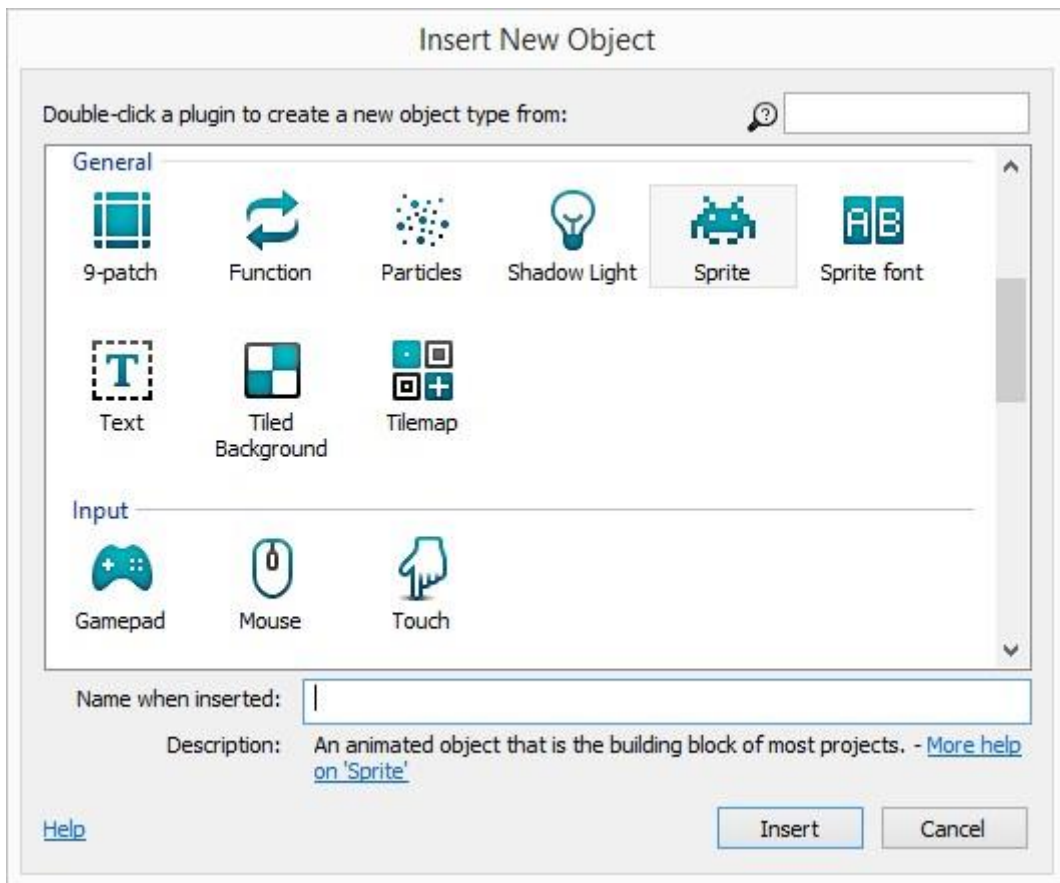 Insert New Object
Double-click a plugin to create a new object type from:
General
9-patch
Function
Particles
Shadow Light
Sprite
AB
Sprite font
T
Text
Tiled
Background
Tilemap
Input
Gamepad
Mouse
Touch
Name when inserted:
Description: An animated object that is the building block of most projects. - More help
on 'Sprite'
Help
Insert
Cancel